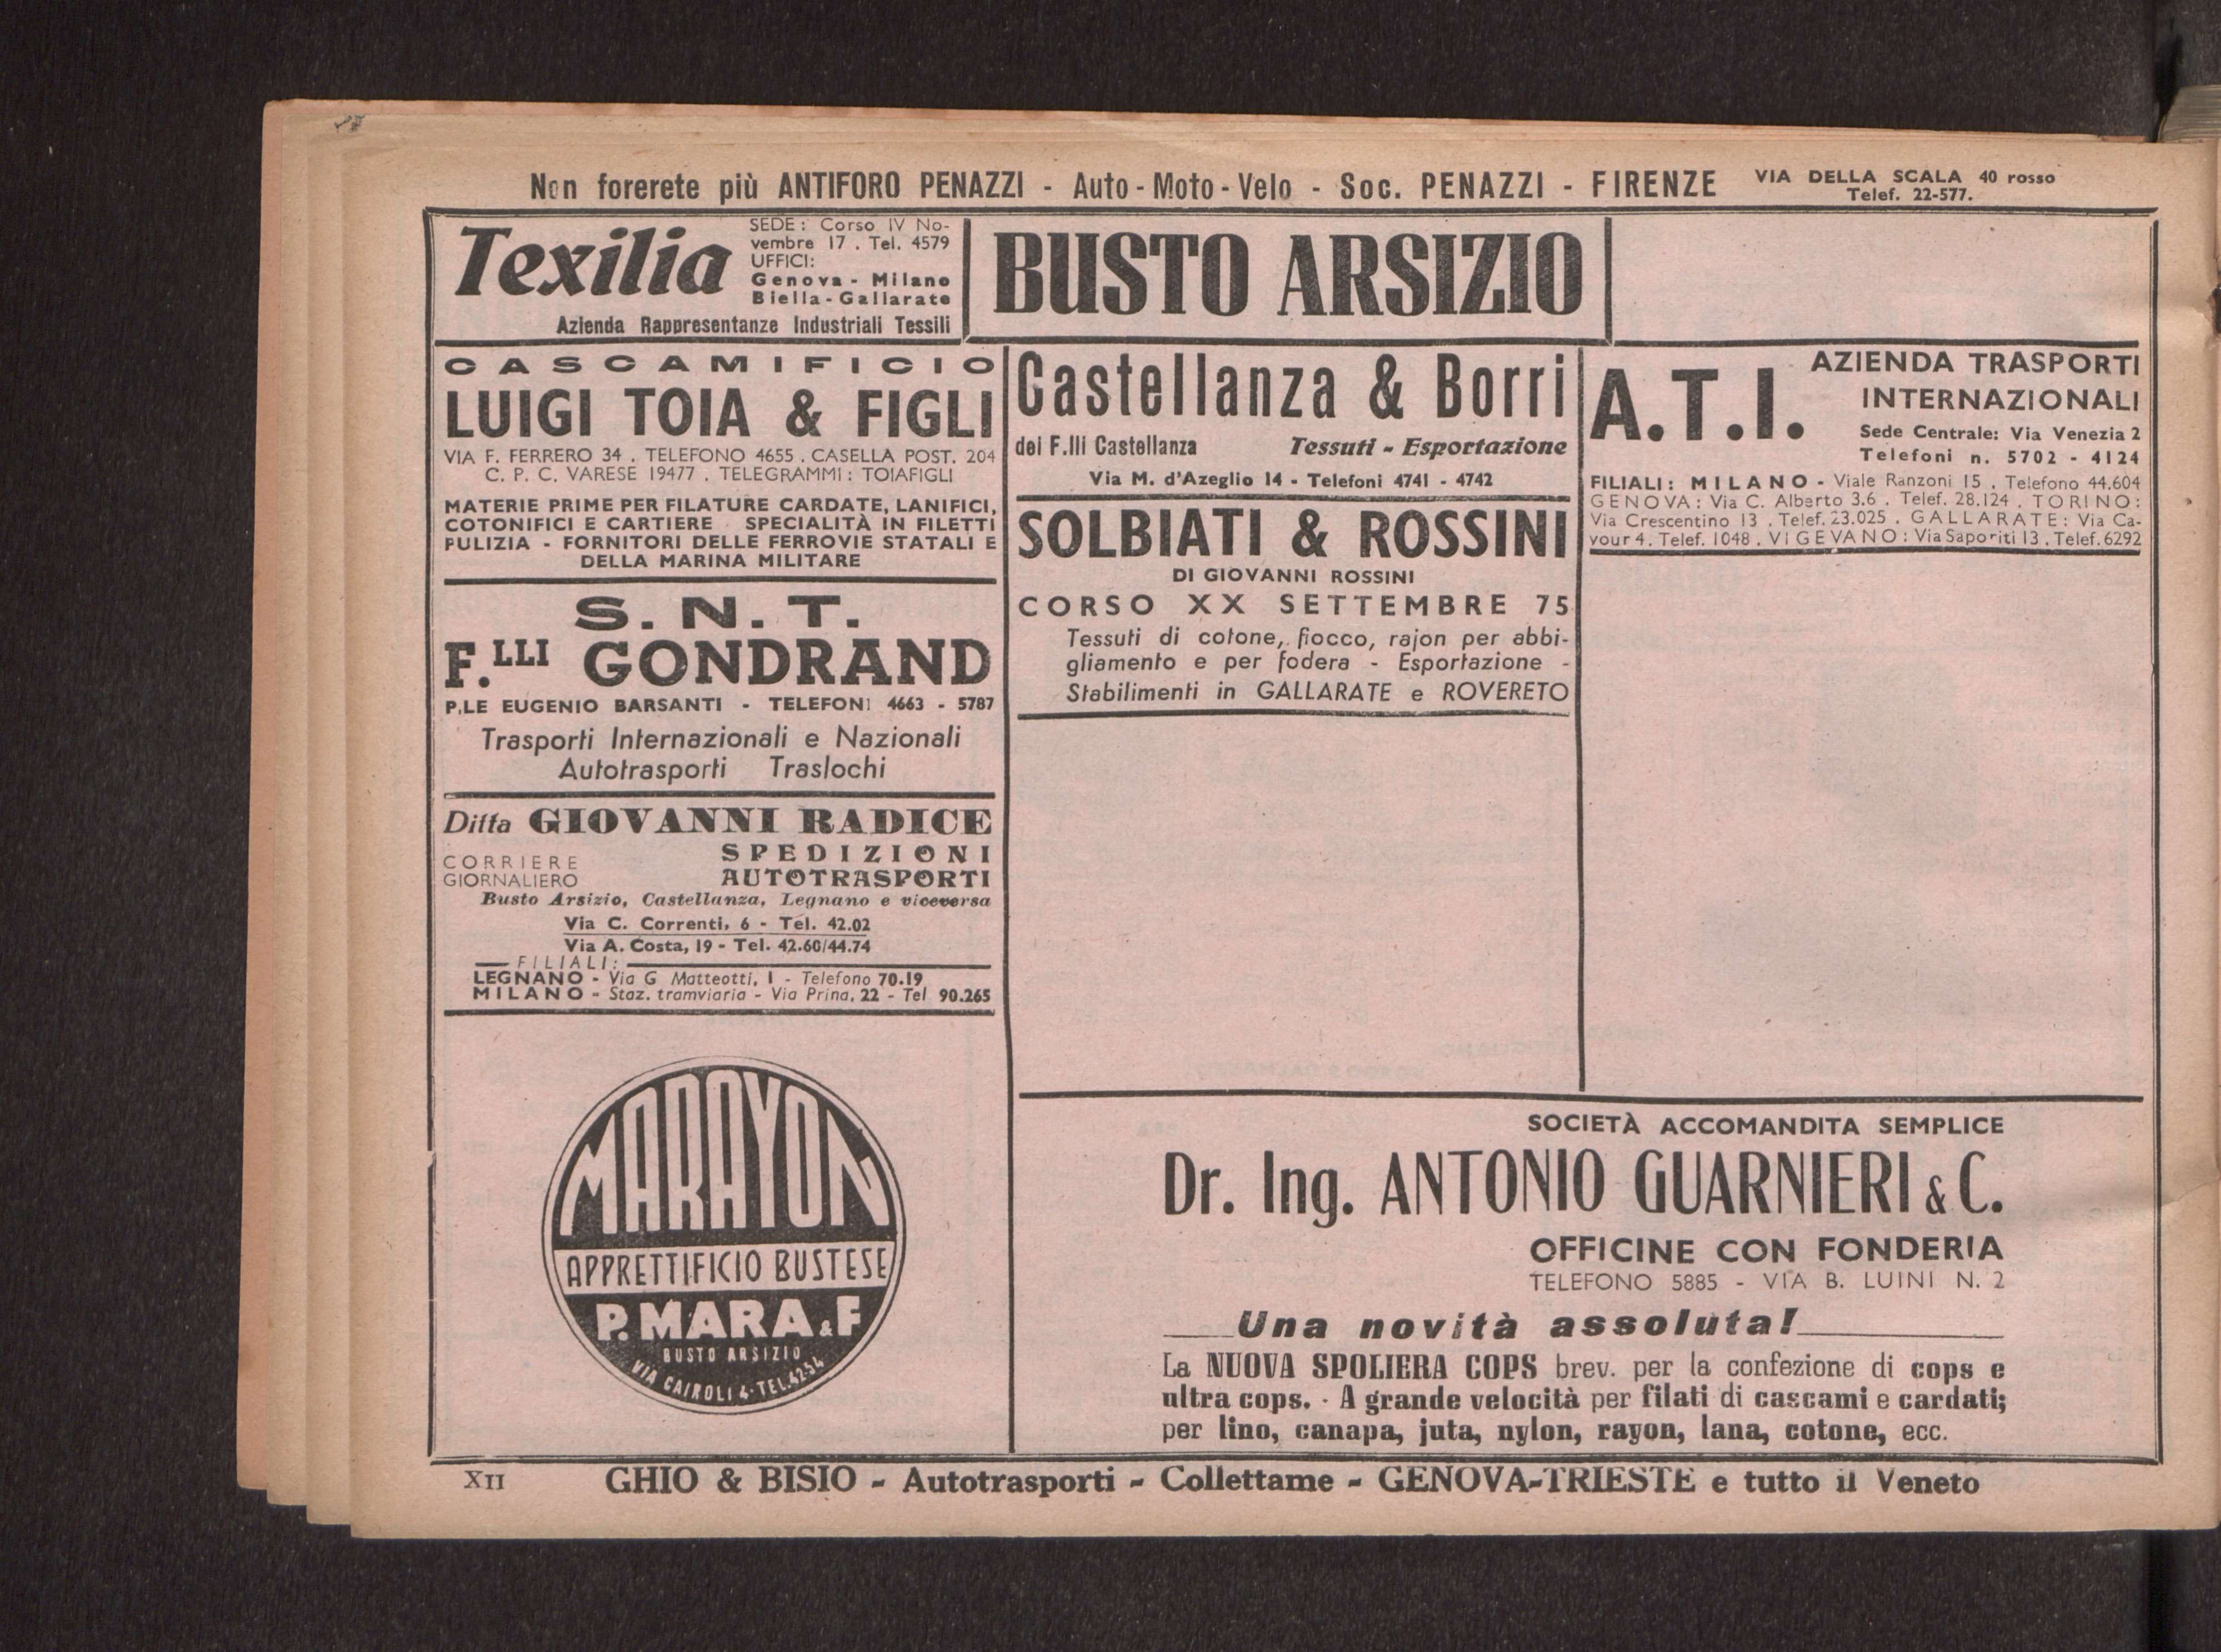 Non forerete più ANTIFORO PENAZZI - Auto - Moto - Velo - Soc. PENAZZI - FIRENZE VIA DELLA SCALA 40 rosso
Telef. 22-577.
Texilia
SEDE: Corso IV No-
vembre 17 . Tel. 4579
UFFICI:
Genova - Milano
Biella - Gallarate
Azienda Rappresentanze Industriali Tessili
BUSTO ARSIZIO
CASCAMIFICIO
LUIGI TOIA & FIGLI
VIA F. FERRERO 34 . TELEFONO 4655 . CASELLA POST. 204
C. P. C. VARESE 19477 . TELEGRAMMI: TOIAFIGLI
MATERIE PRIME PER FILATURE CARDATE, LANIFICI,
COTONIFICI E CARTIERE SPECIALITÀ IN FILETTI
PULIZIA - FORNITORI DELLE FERROVIE STATALI E
DELLA MARINA MILITARE
S. N. T.
F.LLI GONDRAND
P.LE EUGENIO BARSANTI - TELEFONI 4663 - 5787
Trasporti Internazionali e Nazionali
Autotrasporti Traslochi
Ditta GIOVANNI RADICE
CORRIERE
GIORNALIERO
SPEDIZIONI
AUTOTRASPORTI
Busto Arsizio, Castellanza, Legnano e viceversa
Via C. Correnti, 6 - Tel. 42.02
Via A. Costa, 19 - Tel. 42.60/44.74
FILIALI:
LEGNANO - Via G Matteotti, 1 - Telefono 70.19
MILANO - Staz. tramviaria - Via Prina, 22 - Tel 90.265
MARAYON
APPRETTIFICIO BUSTESE
P. MARA & F
BUSTO ARSIZIO
VIA CAIROLI 4 - TEL. 42-54
Castellanza & Borri
dei F.lli Castellanza Tessuti - Esportazione
Via M. d'Azeglio 14 - Telefoni 4741 - 4742
SOLBIATI & ROSSINI
DI GIOVANNI ROSSINI
CORSO XX SETTEMBRE 75
Tessuti di cotone, fiocco, rajon per abbi-
gliamento e per fodera - Esportazione -
Stabilimenti in GALLARATE e ROVERETO
A.T.I.
AZIENDA TRASPORTI
INTERNAZIONALI
Sede Centrale: Via Venezia 2
Telefoni n. 5702 - 4124
FILIALI: MILANO - Viale Ranzoni 15 . Telefono 44.604
GENOVA: Via C. Alberto 3.6 . Telef. 28.124 . TORINO:
Via Crescentino 13 . Telef. 23.025 . GALLARATE: Via Ca-
vour 4. Telef. 1048 . VIGEVANO: Via Saporiti 13 . Telef. 6292
SOCIETÀ ACCOMANDITA SEMPLICE
Dr. Ing. ANTONIO GUARNIERI & C.
OFFICINE CON FONDERIA
TELEFONO 5885 - VIA B. LUINI N. 2
Una novità assoluta!
La NUOVA SPOLIERA COPS brev. per la confezione di cops e
ultra cops. - A grande velocità per filati di cascami e cardati;
per lino, canapa, juta, nylon, rayon, lana, cotone, ecc.
XII GHIO & BISIO - Autotrasporti - Collettame - GENOVA-TRIESTE e tutto il Veneto